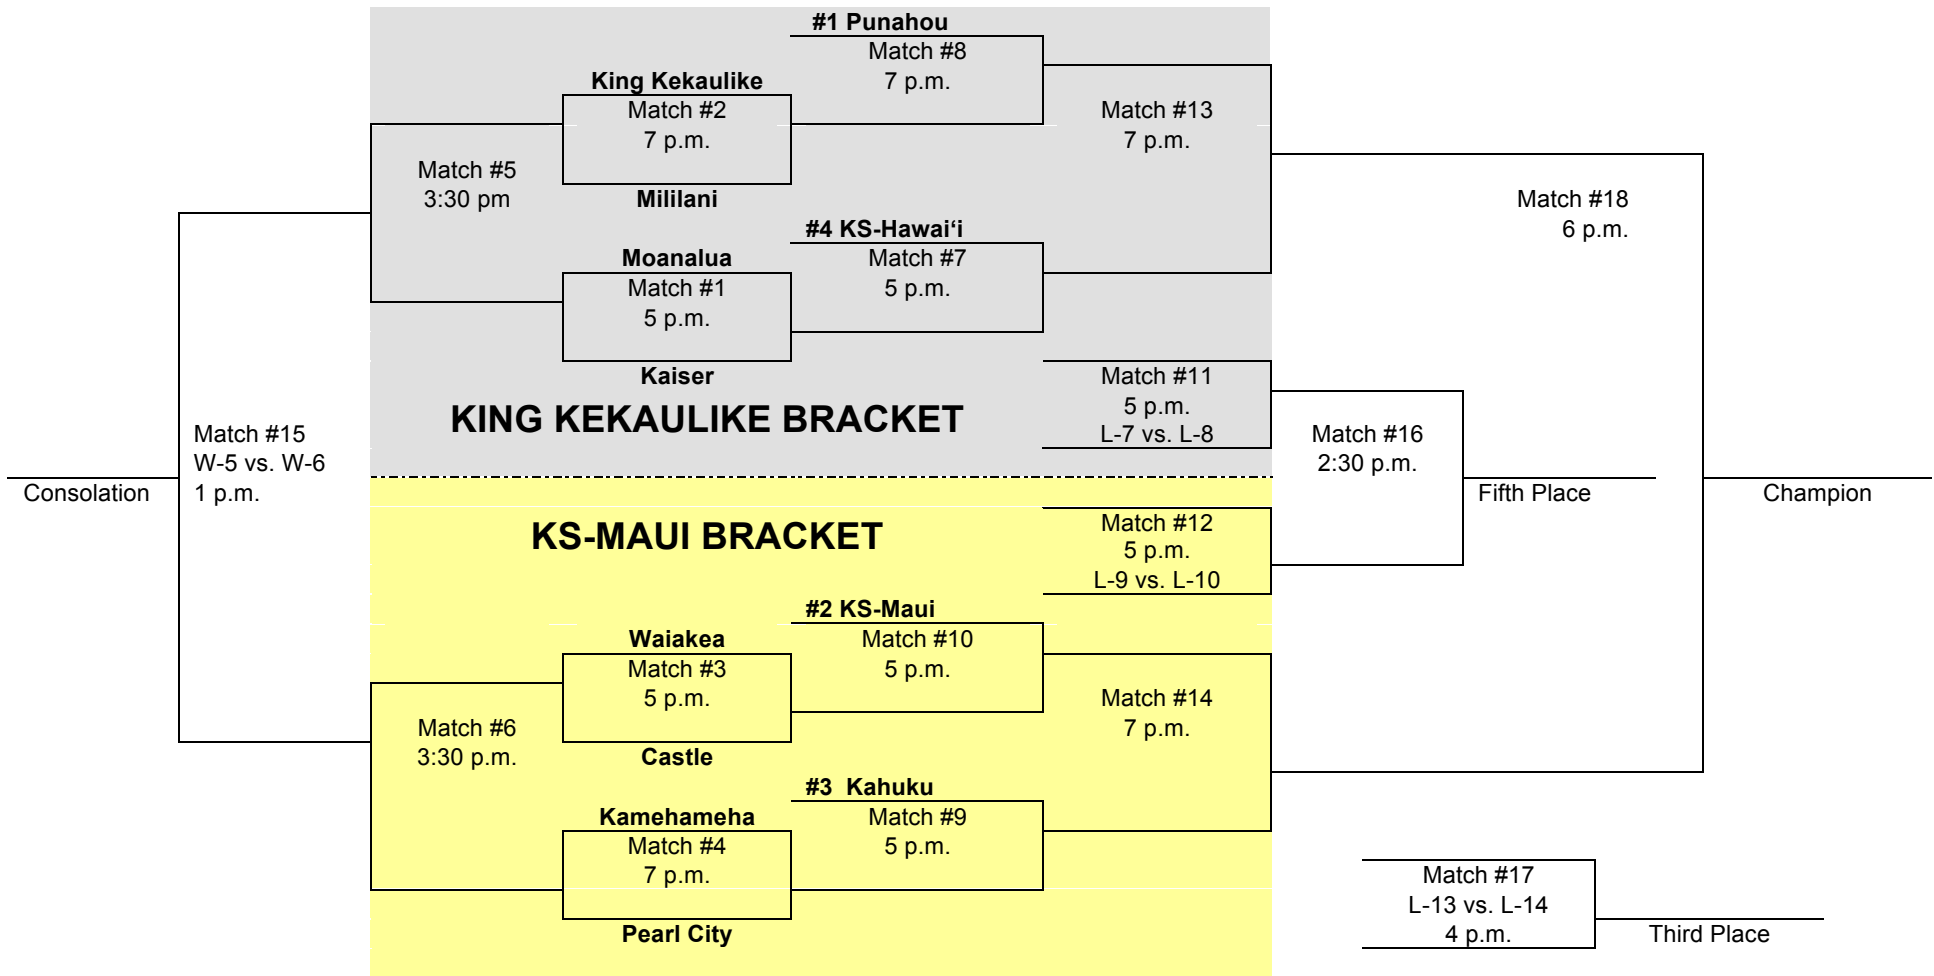 #1 Punahou
Match #8
7 p.m.
King Kekaulike
Match #2
7 p.m.
Mililani
Match #13
7 p.m.
Match #5
3:30 pm
#4 KS-Hawai‘i
Match #7
5 p.m.
Moanalua
Match #1
5 p.m.
Kaiser
Match #18
6 p.m.
KING KEKAULIKE BRACKET
Match #11
5 p.m.
L-7 vs. L-8
Match #15
W-5 vs. W-6
1 p.m.
Consolation
Match #16
2:30 p.m.
Fifth Place
Champion
KS-MAUI BRACKET
Match #12
5 p.m.
L-9 vs. L-10
#2 KS-Maui
Match #10
5 p.m.
Waiakea
Match #3
5 p.m.
Castle
Match #14
7 p.m.
Match #6
3:30 p.m.
#3  Kahuku
Match #9
5 p.m.
Kamehameha
Match #4
7 p.m.
Pearl City
Match #17
L-13 vs. L-14
4 p.m.
Third Place